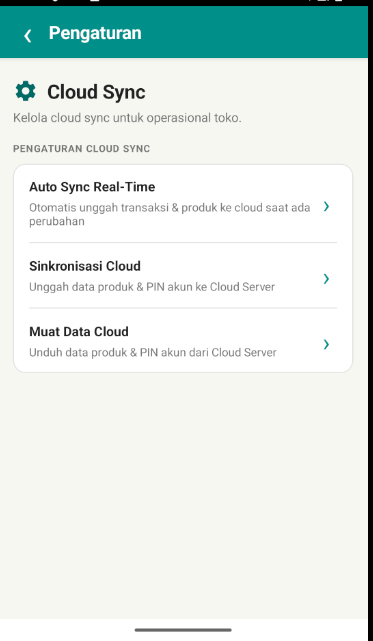 Pengaturan
Cloud Sync
Kelola cloud sync untuk operasional toko.
PENGATURAN CLOUD SYNC
Auto Sync Real-Time
Otomatis unggah transaksi & produk ke cloud saat ada
perubahan
Sinkronisasi Cloud
Unggah data produk & PIN akun ke Cloud Server
Muat Data Cloud
Unduh data produk & PIN akun dari Cloud Server